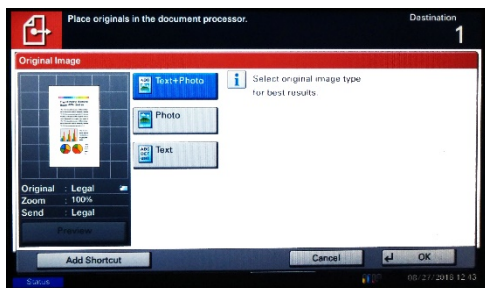 Place originals in the document processor.
Destination
1
Original Image
Text+Photo
Select original image type
for best results.
Photo
Text
Original : Legal
Zoom : 100%
Send : Legal
Preview
Add Shortcut
Cancel
OK
Status
08/27/2018 12:43